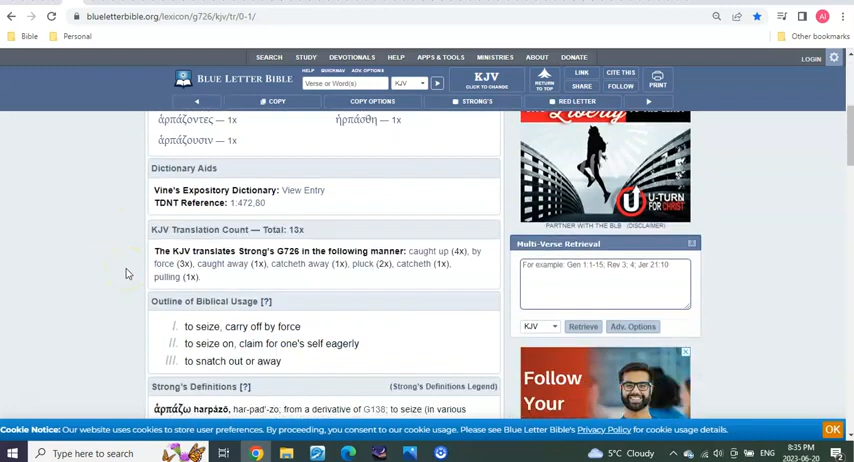 blueletterbible.org/lexicon/g726/kjv/tr/0-1/
AI
Bible
Personal
Other bookmarks
SEARCH STUDY DEVOTIONALS HELP APPS & TOOLS MINISTRIES ABOUT DONATE
LOGIN
BLUE LETTER BIBLE
HELP QUICKNAV ADV. OPTIONS
Verse or Word(s)
KJV
KJV
CLICK TO CHANGE
RETURN
TO TOP
LINK
SHARE
CITE THIS
FOLLOW
PRINT
COPY
COPY OPTIONS
STRONG'S
RED LETTER
ἁρπάζοντες — 1x
ἡρπάσθη — 1x
ἁρπάζουσιν — 1x
Dictionary Aids
Vine's Expository Dictionary: View Entry
TDNT Reference: 1:472,80
KJV Translation Count — Total: 13x
The KJV translates Strong's G726 in the following manner: caught up (4x), by
force (3x), caught away (1x), catcheth away (1x), pluck (2x), catcheth (1x),
pulling (1x).
Outline of Biblical Usage [?]
I. to seize, carry off by force
II. to seize on, claim for one's self eagerly
III. to snatch out or away
Strong's Definitions [?]
(Strong's Definitions Legend)
ἁρπάζω harpázō, har-pad'-zo; from a derivative of G138; to seize (in various
Liberty
U-TURN
FOR CHRIST
PARTNER WITH THE BLB (DISCLAIMER)
Multi-Verse Retrieval
For example: Gen 1:1-15; Rev 3; 4; Jer 21:10
KJV
Retrieve
Adv. Options
Follow
Your
Cookie Notice: Our website uses cookies to store user preferences. By proceeding, you consent to our cookie usage. Please see Blue Letter Bible's Privacy Policy for cookie usage details.
OK
Type here to search
5°C Cloudy
ENG
8:35 PM
2023-06-20
2